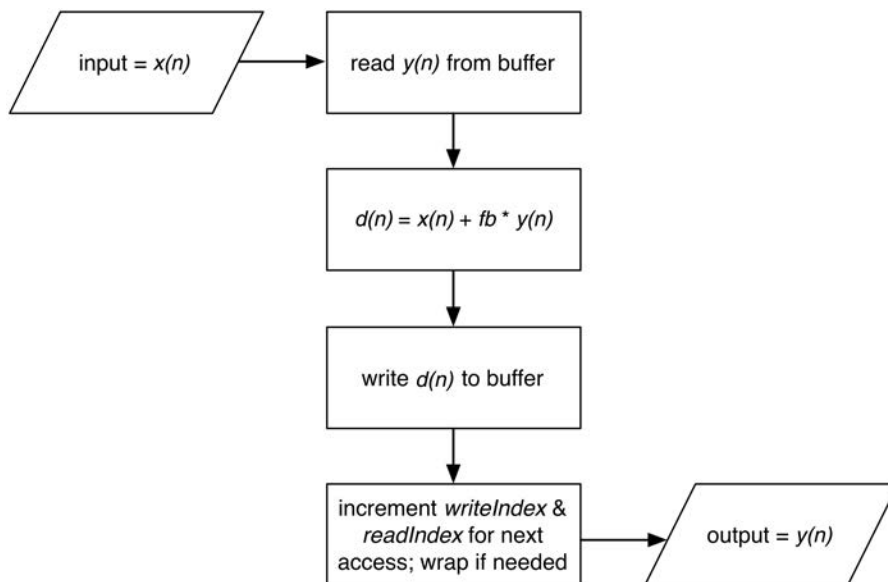 input = x(n)
read y(n) from buffer
d(n) = x(n) + fb * y(n)
write d(n) to buffer
increment writeIndex &
readIndex for next
access; wrap if needed
output = y(n)